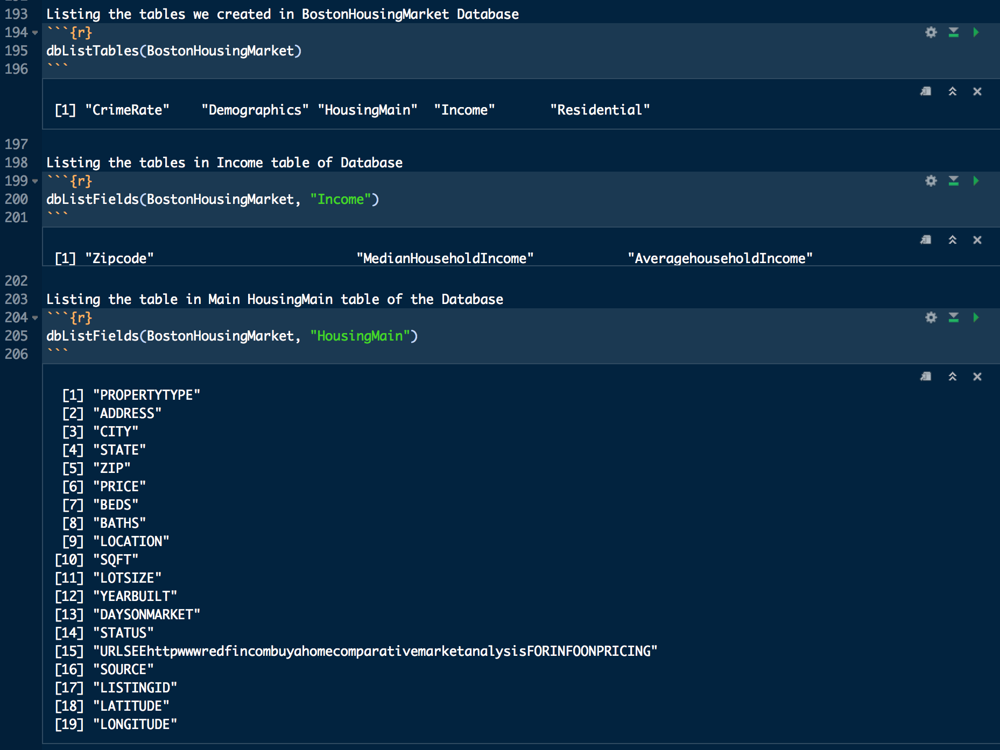 193 Listing the tables we created in BostonHousingMarket Database
194 ```{r}
195 dbListTables(BostonHousingMarket)
196 ```
[1] "CrimeRate"    "Demographics" "HousingMain"  "Income"       "Residential"
197
198 Listing the tables in Income table of Database
199 ```{r}
200 dbListFields(BostonHousingMarket, "Income")
201 ```
[1] "Zipcode"                          "MedianHouseholdIncome"            "AveragehouseholdIncome"
202
203 Listing the table in Main HousingMain table of the Database
204 ```{r}
205 dbListFields(BostonHousingMarket, "HousingMain")
206 ```
[1] "PROPERTYTYPE"
[2] "ADDRESS"
[3] "CITY"
[4] "STATE"
[5] "ZIP"
[6] "PRICE"
[7] "BEDS"
[8] "BATHS"
[9] "LOCATION"
[10] "SQFT"
[11] "LOTSIZE"
[12] "YEARBUILT"
[13] "DAYSONMARKET"
[14] "STATUS"
[15] "URLSEEhttpwwwredfincombuyahomecomparativemarketanalysisFORINFOONPRICING"
[16] "SOURCE"
[17] "LISTINGID"
[18] "LATITUDE"
[19] "LONGITUDE"